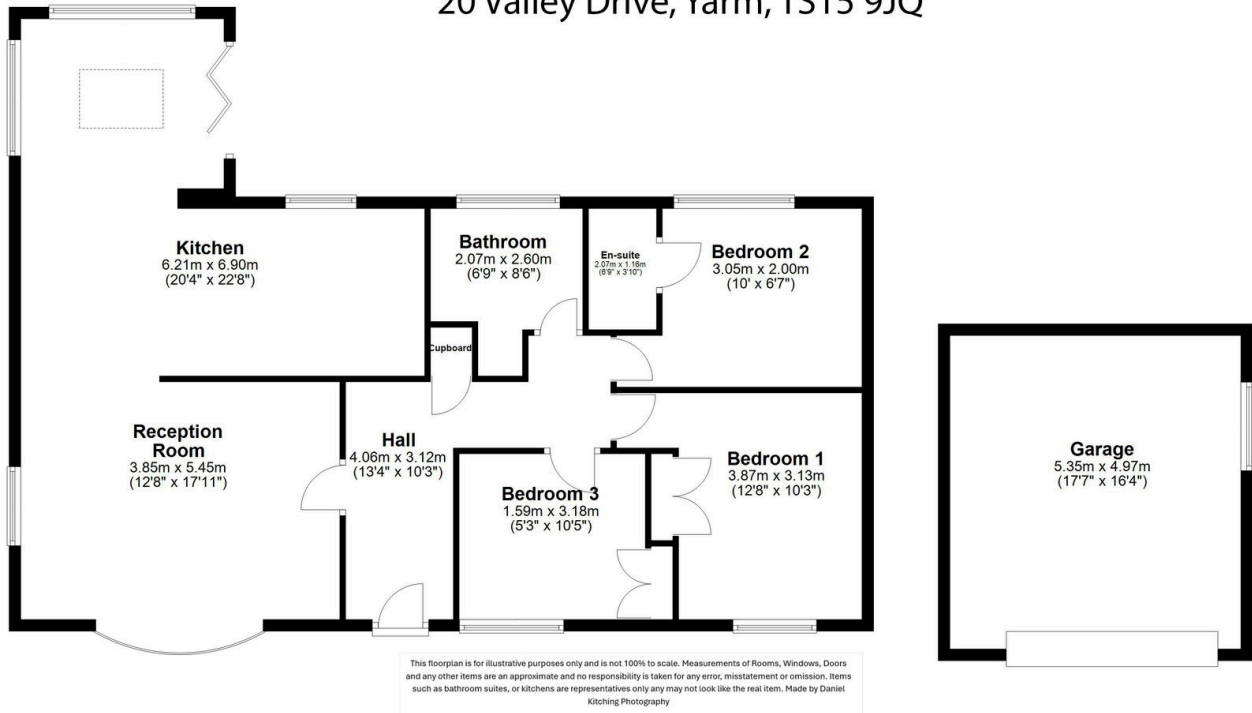 20 Valley Drive, Yarm, TS15 9JQ
Kitchen
6.21m x 6.90m
(20'4" x 22'8")
Bathroom
2.07m x 2.60m
(6'9" x 8'6")
En-suite
2.07m x 1.16m
(6'9" x 3'10")
Bedroom 2
3.05m x 2.00m
(10' x 6'7")
Cupboard
Reception
Room
3.85m x 5.45m
(12'8" x 17'11")
Hall
4.06m x 3.12m
(13'4" x 10'3")
Bedroom 3
1.59m x 3.18m
(5'3" x 10'5")
Bedroom 1
3.87m x 3.13m
(12'8" x 10'3")
Garage
5.35m x 4.97m
(17'7" x 16'4")
This floorplan is for illustrative purposes only and is not 100% to scale. Measurements of Rooms, Windows, Doors
and any other items are an approximate and no responsibility is taken for any error, misstatement or omission. Items
such as bathroom suites, or kitchens are representatives only any may not look like the real item. Made by Daniel
Kitching Photography